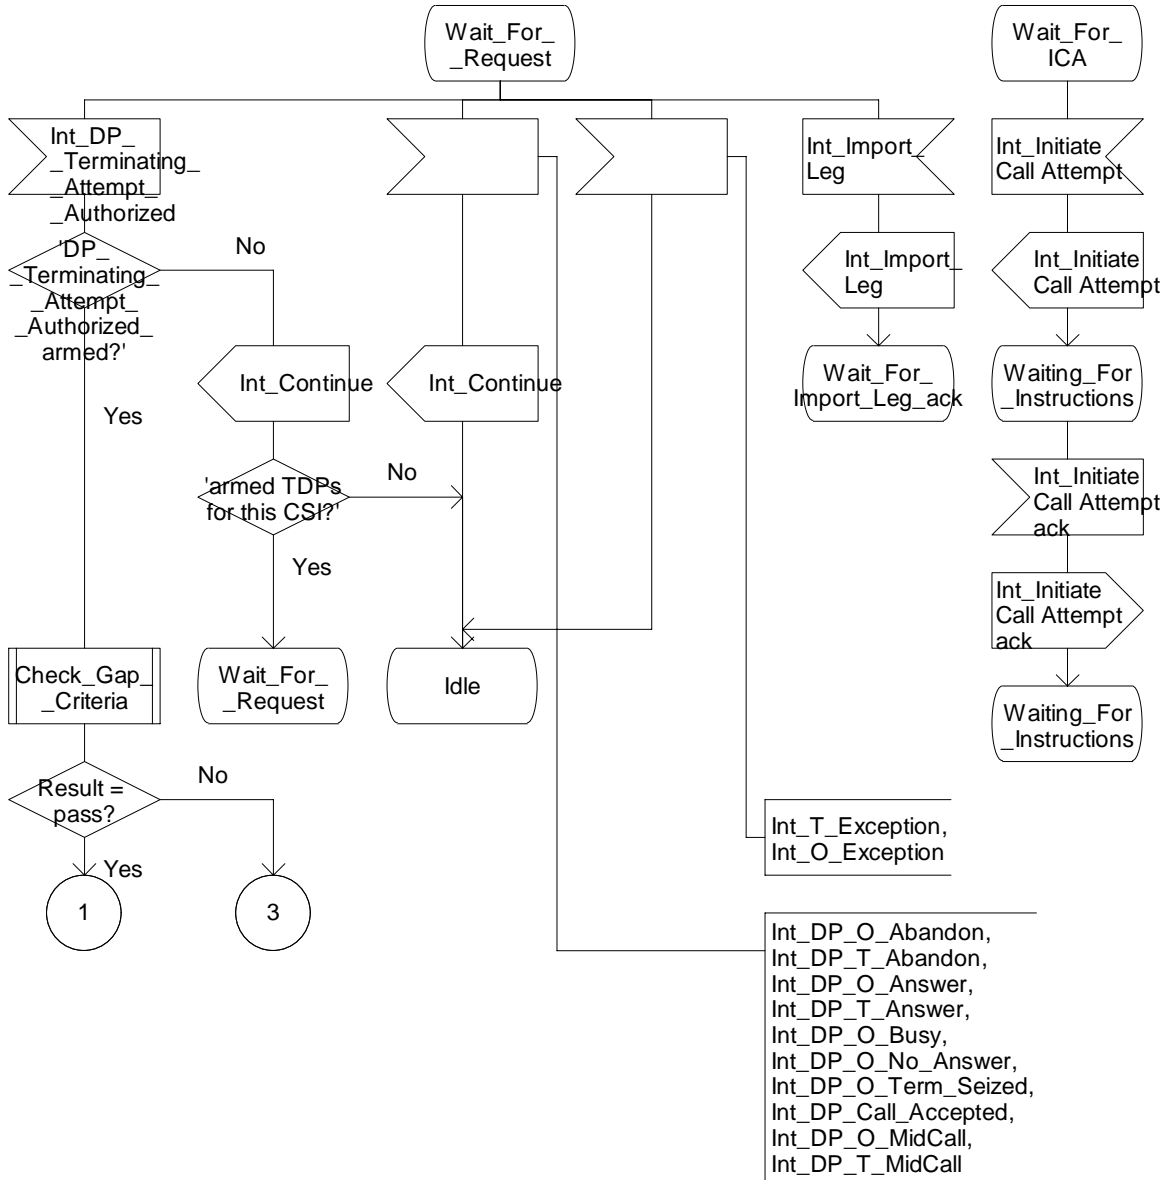 Wait_For_
_Request
Wait_For_
ICA
Int_DP_
_Terminating_
_Attempt_
_Authorized
Int_Import_
Leg
Int_Initiate
Call Attempt
'DP_
_Terminating_
_Attempt_
_Authorized_
armed?'
No
Int_Import_
Leg
Int_Initiate
Call Attempt
Yes
Int_Continue
Int_Continue
Wait_For_
Import_Leg_ack
Waiting_For
_Instructions
'armed TDPs
for this CSI?'
No
Yes
Int_Initiate
Call Attempt
ack
Int_Initiate
Call Attempt
ack
Check_Gap_
_Criteria
Wait_For_
_Request
Idle
Waiting_For
_Instructions
Result =
pass?
No
Yes
1
3
Int_T_Exception,
Int_O_Exception
Int_DP_O_Abandon,
Int_DP_T_Abandon,
Int_DP_O_Answer,
Int_DP_T_Answer,
Int_DP_O_Busy,
Int_DP_O_No_Answer,
Int_DP_O_Term_Seized,
Int_DP_Call_Accepted,
Int_DP_O_MidCall,
Int_DP_T_MidCall